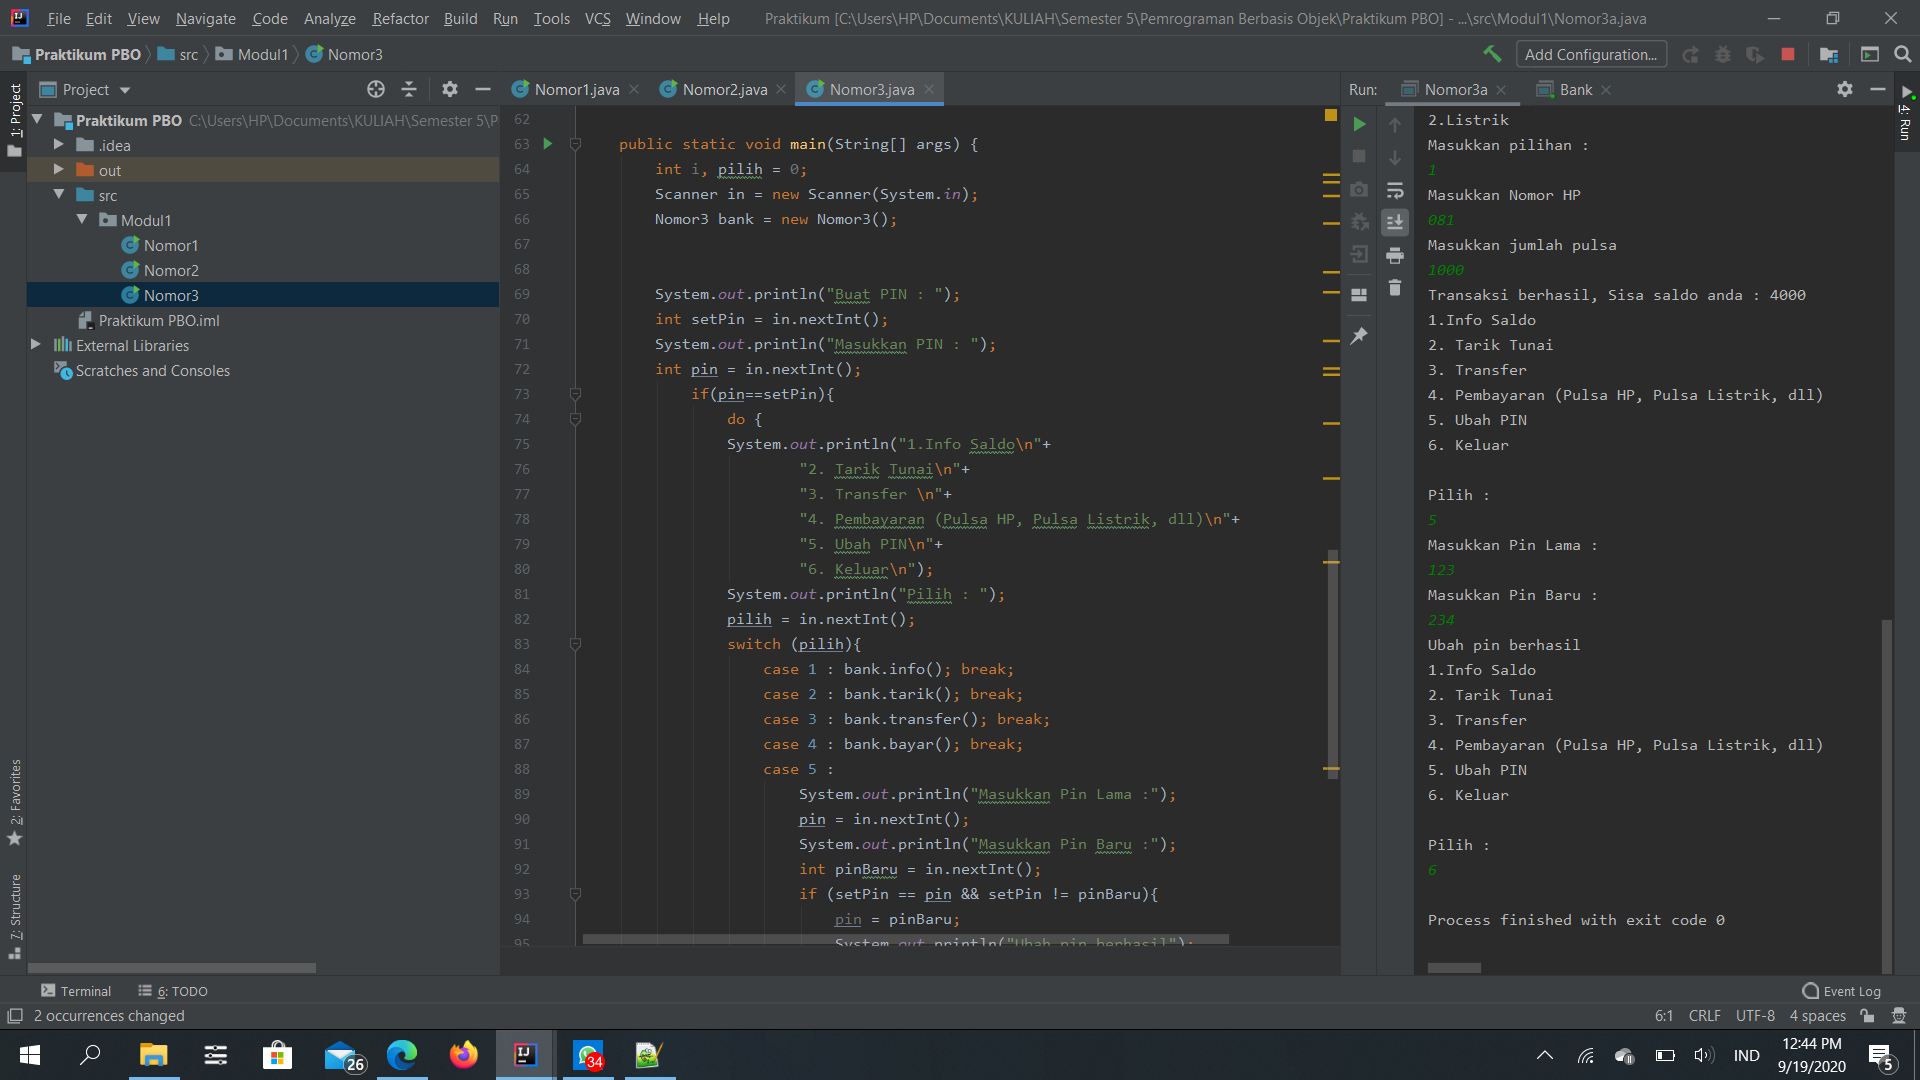 File Edit View Navigate Code Analyze Refactor Build Run Tools VCS Window Help Praktikum [C:\Users\HP\Documents\KULIAH\Semester 5\Pemrograman Berbasis Objek\Praktikum PBO] - ...\src\Modul1\Nomor3a.java
Praktikum PBO src Modul1 Nomor3 Add Configuration...
Project Nomor1.java Nomor2.java Nomor3.java Run: Nomor3a Bank
1: Project
Praktikum PBO C:\Users\HP\Documents\KULIAH\Semester 5\P
.idea
out
src
Modul1
Nomor1
Nomor2
Nomor3
Praktikum PBO.iml
External Libraries
Scratches and Consoles
2: Favorites
7: Structure
62
63 public static void main(String[] args) {
64 int i, pilih = 0;
65 Scanner in = new Scanner(System.in);
66 Nomor3 bank = new Nomor3();
67
68
69 System.out.println("Buat PIN : ");
70 int setPin = in.nextInt();
71 System.out.println("Masukkan PIN : ");
72 int pin = in.nextInt();
73 if(pin==setPin){
74 do {
75 System.out.println("1.Info Saldo\n"+
76 "2. Tarik Tunai\n"+
77 "3. Transfer \n"+
78 "4. Pembayaran (Pulsa HP, Pulsa Listrik, dll)\n"+
79 "5. Ubah PIN\n"+
80 "6. Keluar\n");
81 System.out.println("Pilih : ");
82 pilih = in.nextInt();
83 switch (pilih){
84 case 1 : bank.info(); break;
85 case 2 : bank.tarik(); break;
86 case 3 : bank.transfer(); break;
87 case 4 : bank.bayar(); break;
88 case 5 :
89 System.out.println("Masukkan Pin Lama :");
90 pin = in.nextInt();
91 System.out.println("Masukkan Pin Baru :");
92 int pinBaru = in.nextInt();
93 if (setPin == pin && setPin != pinBaru){
94 pin = pinBaru;
95 System.out.println("Ubah pin berhasil");
2.Listrik
Masukkan pilihan :
1
Masukkan Nomor HP
081
Masukkan jumlah pulsa
1000
Transaksi berhasil, Sisa saldo anda : 4000
1.Info Saldo
2. Tarik Tunai
3. Transfer
4. Pembayaran (Pulsa HP, Pulsa Listrik, dll)
5. Ubah PIN
6. Keluar
Pilih :
5
Masukkan Pin Lama :
123
Masukkan Pin Baru :
234
Ubah pin berhasil
1.Info Saldo
2. Tarik Tunai
3. Transfer
4. Pembayaran (Pulsa HP, Pulsa Listrik, dll)
5. Ubah PIN
6. Keluar
Pilih :
6
Process finished with exit code 0
4: Run
Terminal 6: TODO Event Log
2 occurrences changed 6:1 CRLF UTF-8 4 spaces
26 34 IND 12:44 PM
9/19/2020 5